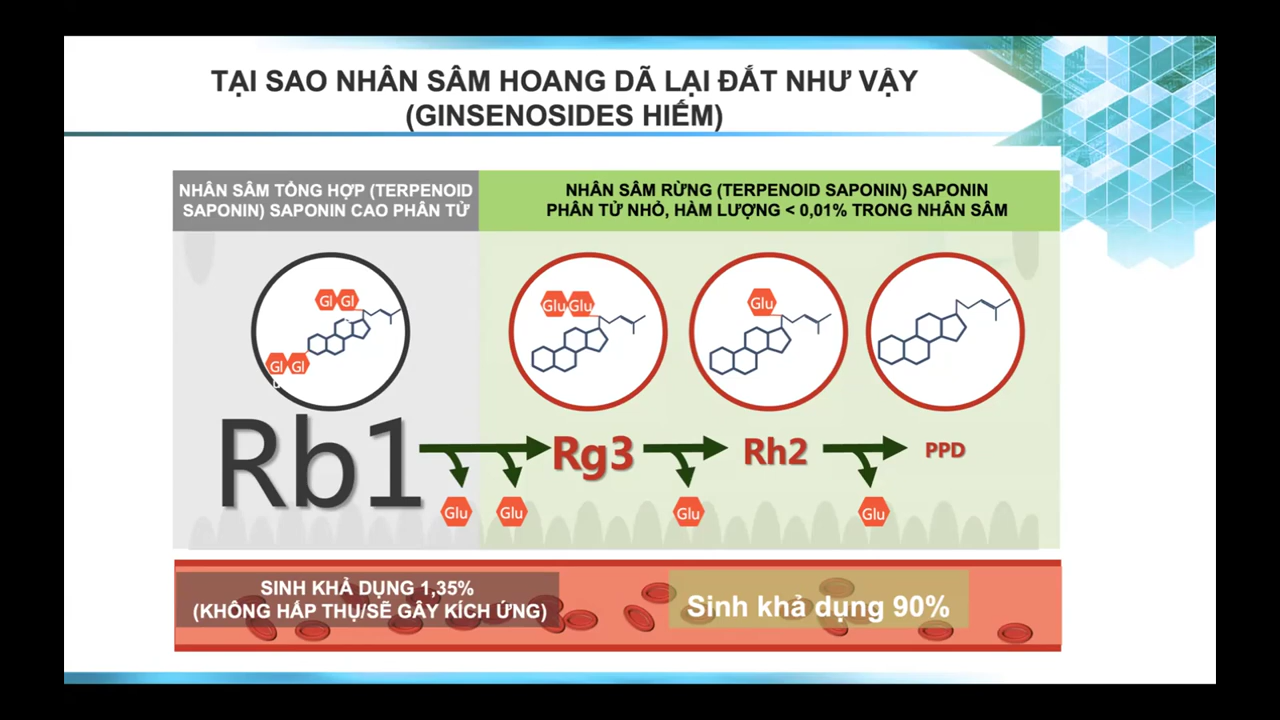 TẠI SAO NHÂN SÂM HOANG DÃ LẠI ĐẮT NHƯ VẬY
(GINSENOSIDES HIẾM)
NHÂN SÂM TỔNG HỢP (TERPENOID
SAPONIN) SAPONIN CAO PHÂN TỬ
NHÂN SÂM RỪNG (TERPENOID SAPONIN) SAPONIN
PHÂN TỬ NHỎ, HÀM LƯỢNG < 0,01% TRONG NHÂN SÂM
Gl Gl
Gl Gl
Glu Glu
Glu
Rb1
Rg3
Rh2
PPD
Glu
Glu
Glu
Glu
SINH KHẢ DỤNG 1,35%
(KHÔNG HẤP THỤ/SẼ GÂY KÍCH ỨNG)
Sinh khả dụng 90%